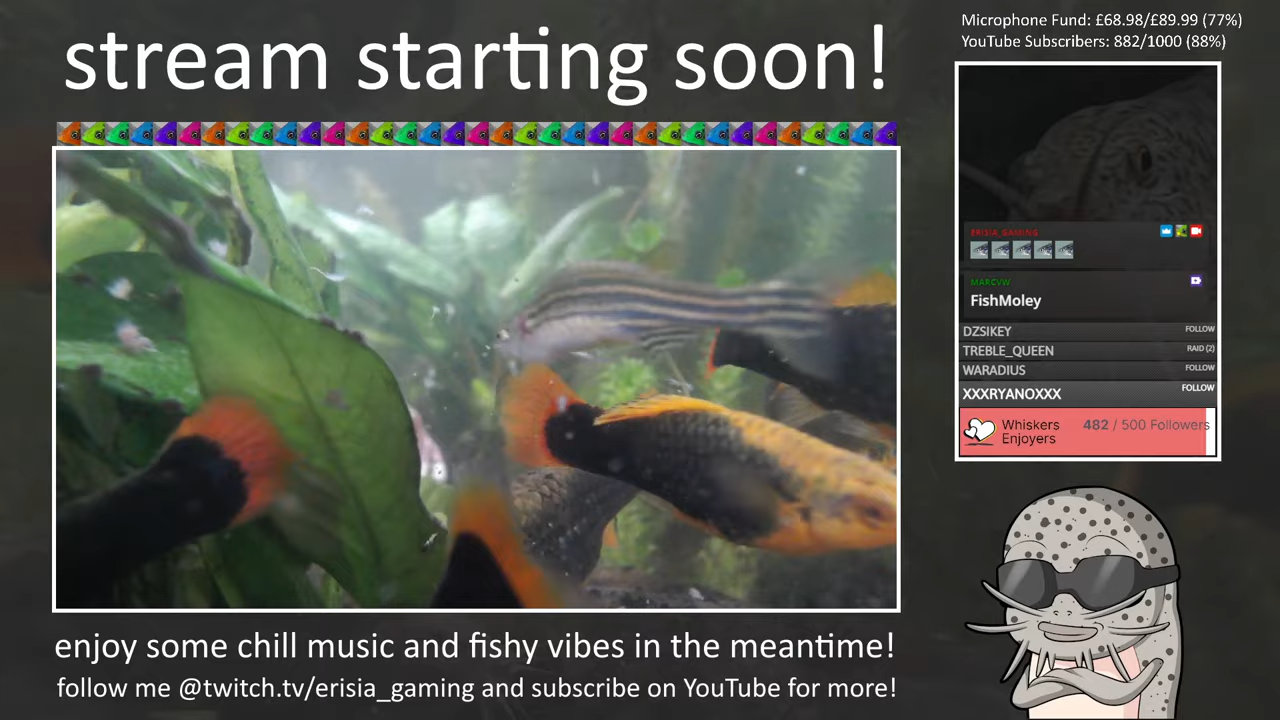 stream starting soon!
Microphone Fund: £68.98/£89.99 (77%)
YouTube Subscribers: 882/1000 (88%)
ERISIA_GAMING
MARCVW
FishMoley
DZSIKEY FOLLOW
TREBLE_QUEEN RAID (2)
WARADIUS FOLLOW
XXXRYANOXXX FOLLOW
Whiskers Enjoyers 482 / 500 Followers
enjoy some chill music and fishy vibes in the meantime!
follow me @twitch.tv/erisia_gaming and subscribe on YouTube for more!